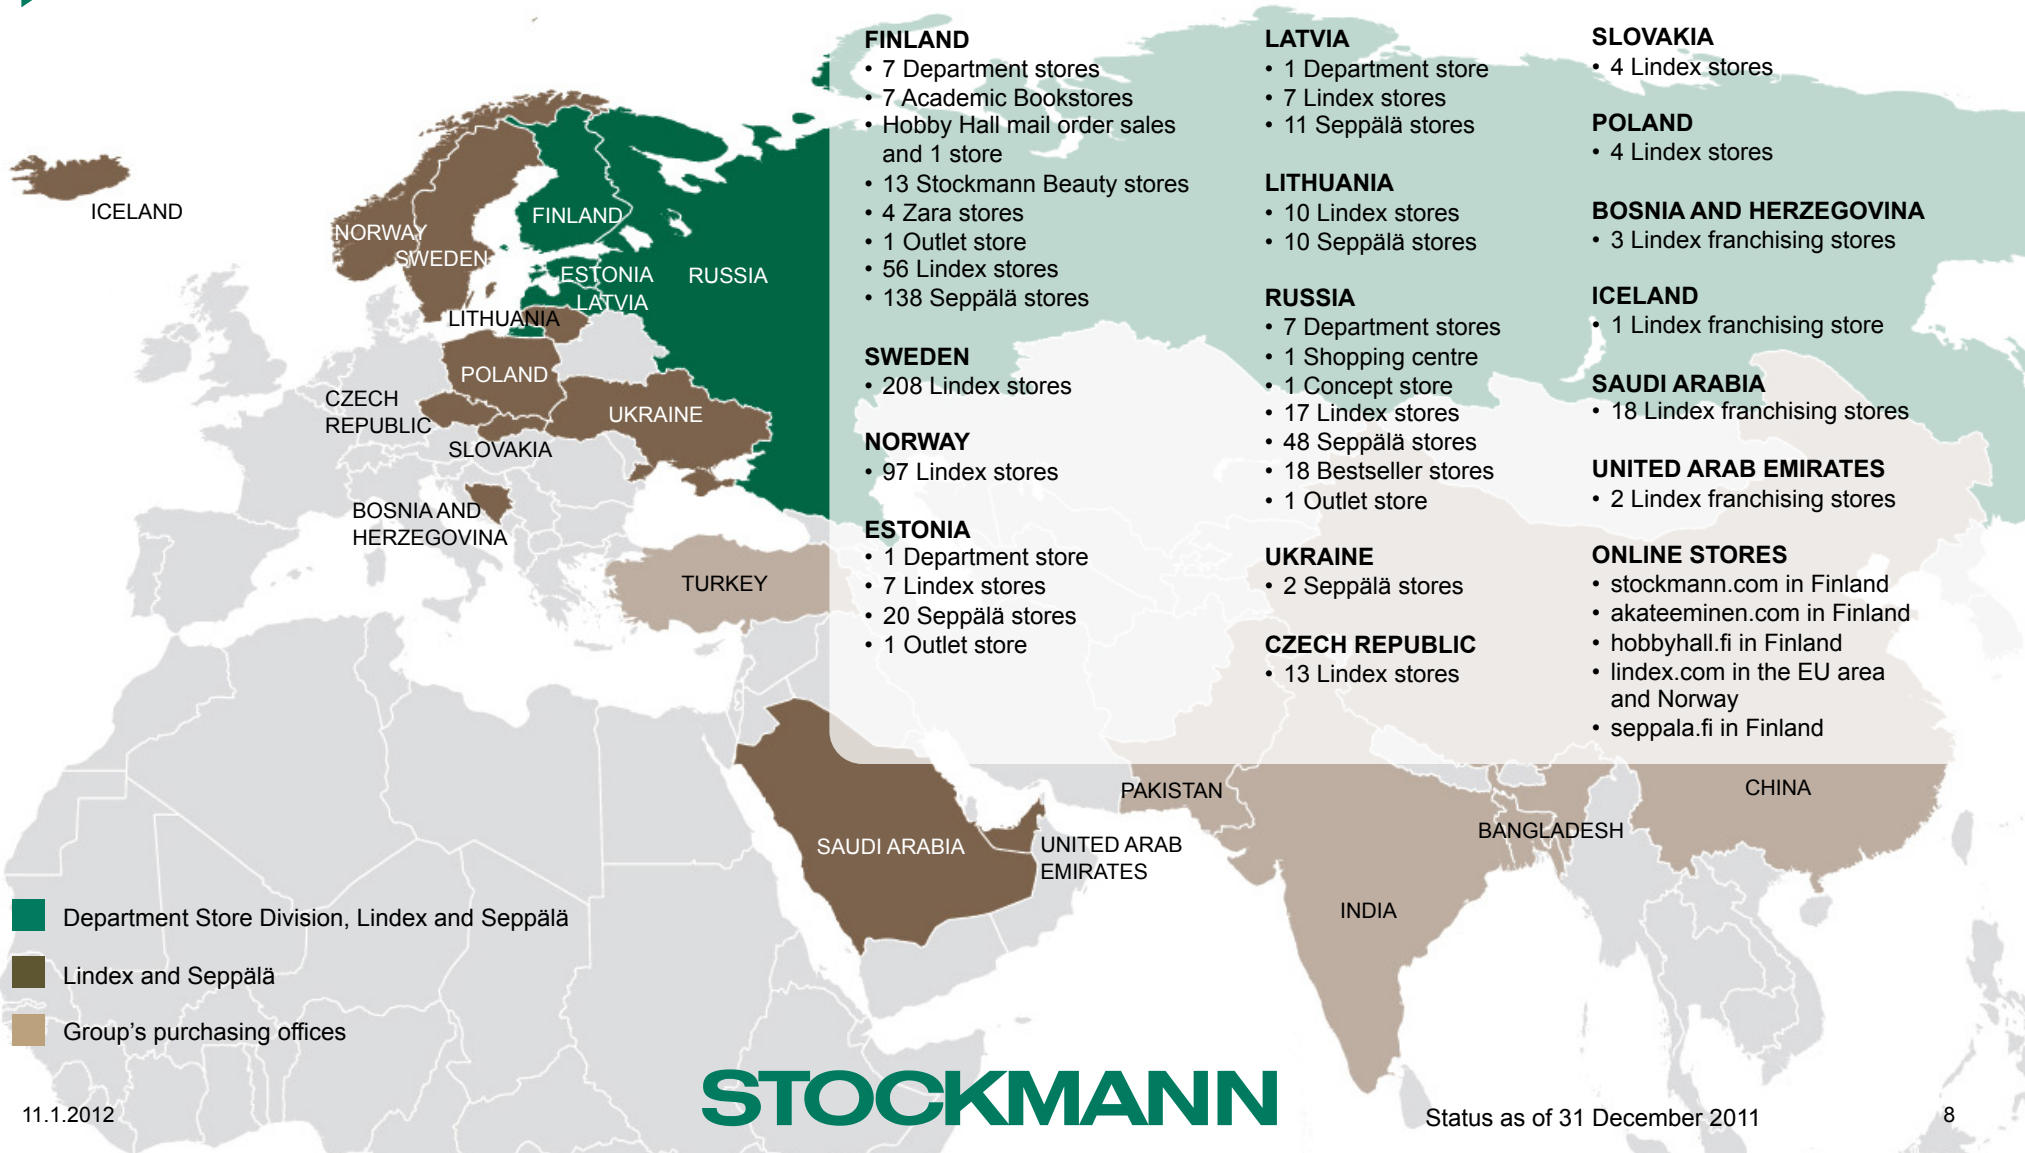 FINLAND
• 7 Department stores
• 7 Academic Bookstores
• Hobby Hall mail order sales
and 1 store
• 13 Stockmann Beauty stores
• 4 Zara stores
• 1 Outlet store
• 56 Lindex stores
• 138 Seppälä stores
SWEDEN
• 208 Lindex stores
NORWAY
• 97 Lindex stores
ESTONIA
• 1 Department store
• 7 Lindex stores
• 20 Seppälä stores
• 1 Outlet store
LATVIA
• 1 Department store
• 7 Lindex stores
• 11 Seppälä stores
LITHUANIA
• 10 Lindex stores
• 10 Seppälä stores
RUSSIA
• 7 Department stores
• 1 Shopping centre
• 1 Concept store
• 17 Lindex stores
• 48 Seppälä stores
• 18 Bestseller stores
• 1 Outlet store
UKRAINE
• 2 Seppälä stores
CZECH REPUBLIC
• 13 Lindex stores
SLOVAKIA
• 4 Lindex stores
POLAND
• 4 Lindex stores
BOSNIA AND HERZEGOVINA
• 3 Lindex franchising stores
ICELAND
• 1 Lindex franchising store
SAUDI ARABIA
• 18 Lindex franchising stores
UNITED ARAB EMIRATES
• 2 Lindex franchising stores
ONLINE STORES
• stockmann.com in Finland
• akateeminen.com in Finland
• hobbyhall.fi in Finland
• lindex.com in the EU area
and Norway
• seppala.fi in Finland
ICELAND
NORWAY
SWEDEN
FINLAND
ESTONIA
LATVIA
RUSSIA
LITHUANIA
POLAND
CZECH
REPUBLIC
UKRAINE
SLOVAKIA
BOSNIA AND
HERZEGOVINA
TURKEY
SAUDI ARABIA
UNITED ARAB
EMIRATES
PAKISTAN
INDIA
BANGLADESH
CHINA
Department Store Division, Lindex and Seppälä
Lindex and Seppälä
Group’s purchasing offices
11.1.2012
STOCKMANN
Status as of 31 December 2011
8